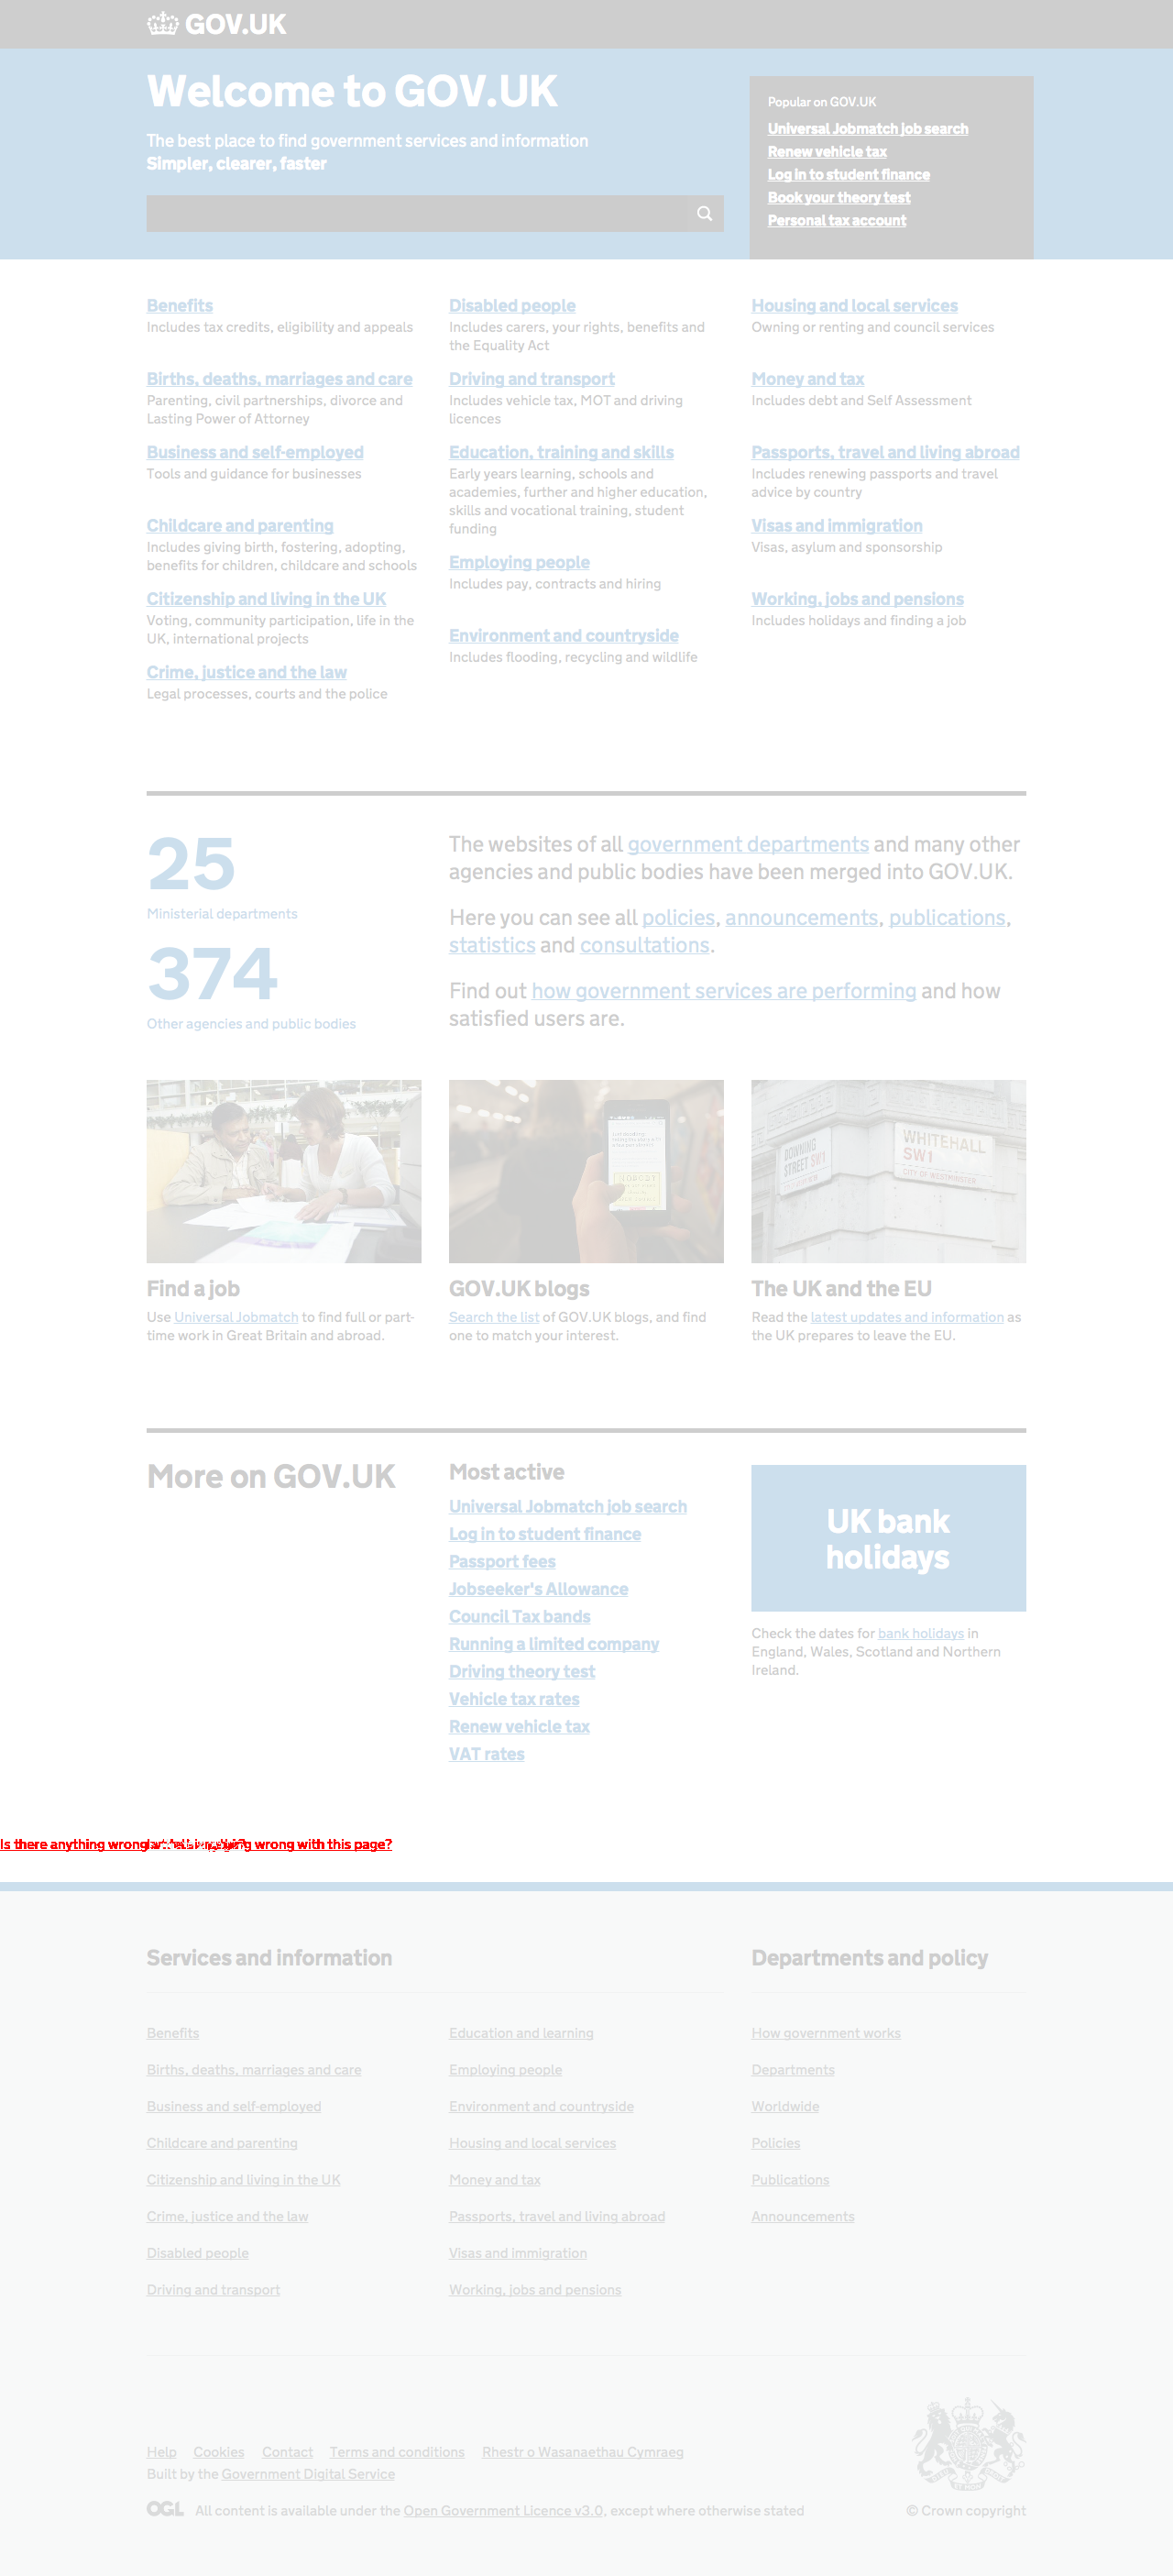 GOV.UK
Welcome to GOV.UK
The best place to find government services and information
Simpler, clearer, faster
Popular on GOV.UK
Universal Jobmatch job search
Renew vehicle tax
Log in to student finance
Book your theory test
Personal tax account
Benefits
Includes tax credits, eligibility and appeals
Births, deaths, marriages and care
Parenting, civil partnerships, divorce and
Lasting Power of Attorney
Business and self-employed
Tools and guidance for businesses
Childcare and parenting
Includes giving birth, fostering, adopting,
benefits for children, childcare and schools
Citizenship and living in the UK
Voting, community participation, life in the
UK, international projects
Crime, justice and the law
Legal processes, courts and the police
Disabled people
Includes carers, your rights, benefits and
the Equality Act
Driving and transport
Includes vehicle tax, MOT and driving
licences
Education, training and skills
Early years learning, schools and
academies, further and higher education,
skills and vocational training, student
funding
Employing people
Includes pay, contracts and hiring
Environment and countryside
Includes flooding, recycling and wildlife
Housing and local services
Owning or renting and council services
Money and tax
Includes debt and Self Assessment
Passports, travel and living abroad
Includes renewing passports and travel
advice by country
Visas and immigration
Visas, asylum and sponsorship
Working, jobs and pensions
Includes holidays and finding a job
25
Ministerial departments
374
Other agencies and public bodies
The websites of all government departments and many other
agencies and public bodies have been merged into GOV.UK.
Here you can see all policies, announcements, publications,
statistics and consultations.
Find out how government services are performing and how
satisfied users are.
DOWNING
STREET SW1
WHITEHALL
SW1
CITY OF WESTMINSTER
Find a job
Use Universal Jobmatch to find full or part-
time work in Great Britain and abroad.
GOV.UK blogs
Search the list of GOV.UK blogs, and find
one to match your interest.
The UK and the EU
Read the latest updates and information as
the UK prepares to leave the EU.
More on GOV.UK
Most active
Universal Jobmatch job search
Log in to student finance
Passport fees
Jobseeker's Allowance
Council Tax bands
Running a limited company
Driving theory test
Vehicle tax rates
Renew vehicle tax
VAT rates
UK bank
holidays
Check the dates for bank holidays in
England, Wales, Scotland and Northern
Ireland.
Is there anything wrong wrong with this page?
Services and information
Benefits
Births, deaths, marriages and care
Business and self-employed
Childcare and parenting
Citizenship and living in the UK
Crime, justice and the law
Disabled people
Driving and transport
Education and learning
Employing people
Environment and countryside
Housing and local services
Money and tax
Passports, travel and living abroad
Visas and immigration
Working, jobs and pensions
Departments and policy
How government works
Departments
Worldwide
Policies
Publications
Announcements
Help Cookies Contact Terms and conditions Rhestr o Wasanaethau Cymraeg
Built by the Government Digital Service
OGL All content is available under the Open Government Licence v3.0, except where otherwise stated
© Crown copyright